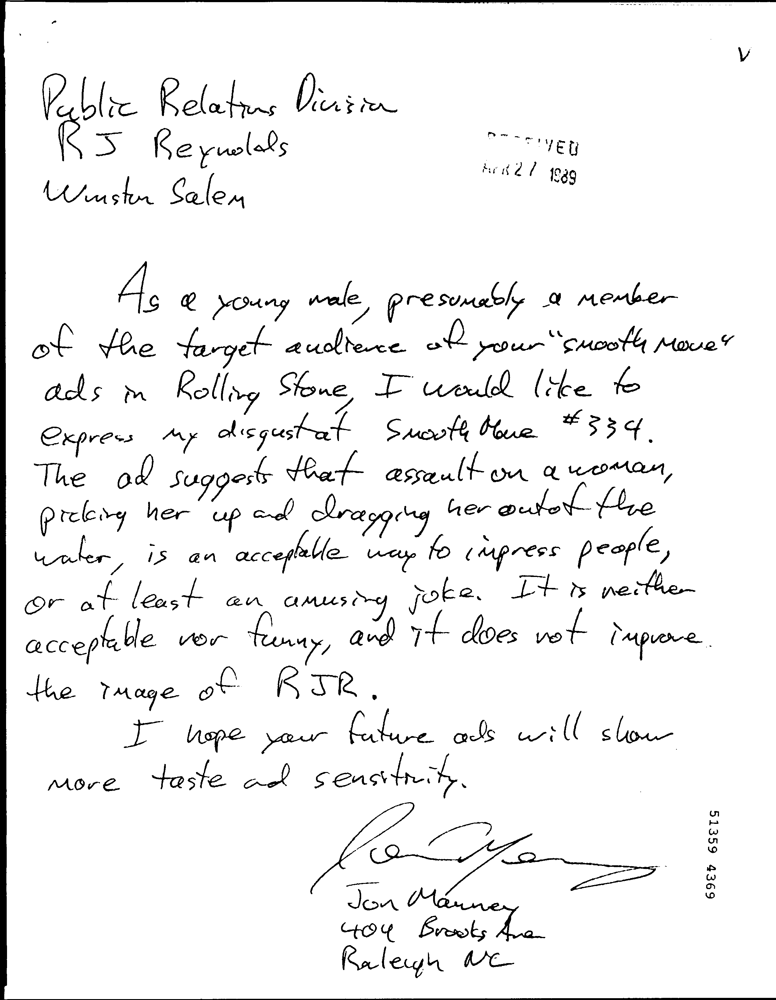 V
Public Relations Division
RJ Reynolds
Winston Salem
1989
As a young male, presumably a member
of the target audience of your "Smooth Move"
ads in Rolling Stone, I would like to
express my disgust at Smooth Move #334.
The ad suggests that assault on a woman,
picking her up and dragging her out of the
water, is an acceptable way to impress people,
or at least an amusing joke. It is neither
acceptable nor funny, and it does not improve
the image of RJR.
I hope your future ads will show
more taste and sensitivity.
Jon Manney
404 Brooks Ave
Raleigh NC
51359 4369